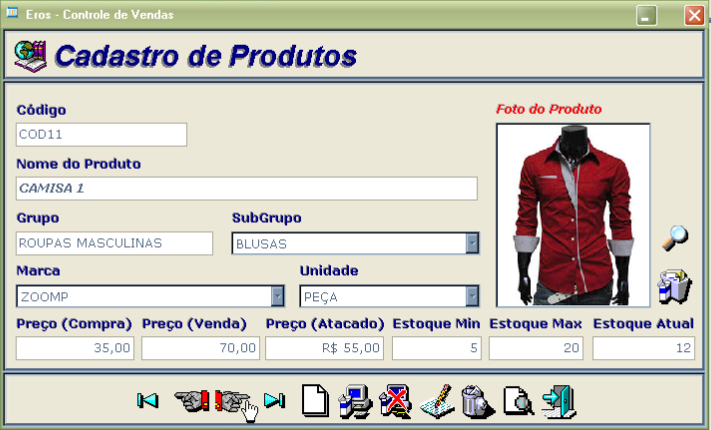 Eros - Controle de Vendas
Cadastro de Produtos
Código
Foto do Produto
COD11
Nome do Produto
CAMISA 1
Grupo SubGrupo
ROUPAS MASCULINAS BLUSAS
Marca Unidade
ZOOMP PEÇA
Preço (Compra) Preço (Venda) Preço (Atacado) Estoque Min Estoque Max Estoque Atual
35,00 70,00 R$ 55,00 5 20 12